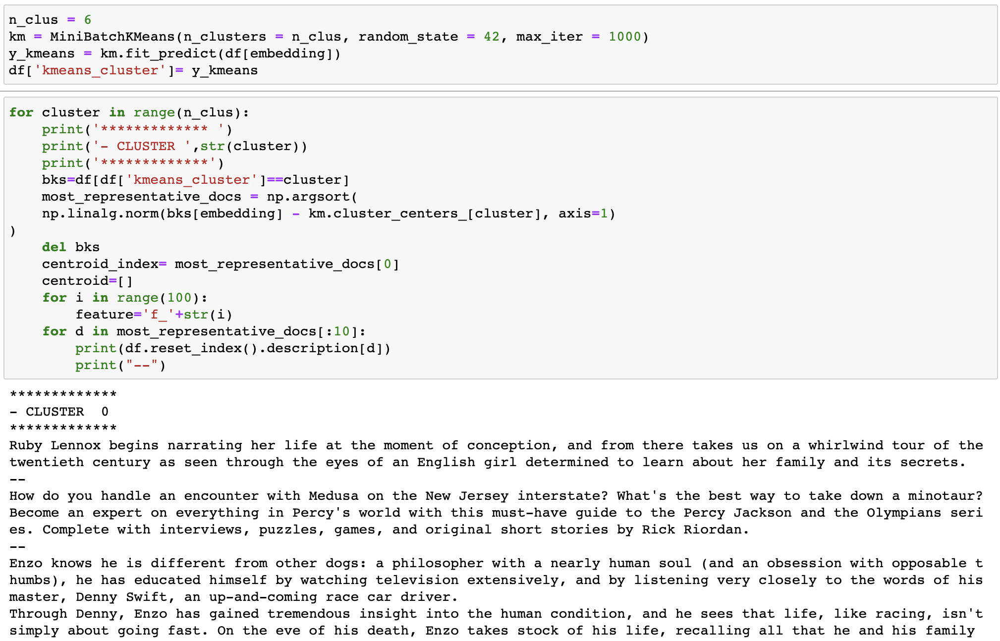 n_clus = 6
km = MiniBatchKMeans(n_clusters = n_clus, random_state = 42, max_iter = 1000)
y_kmeans = km.fit_predict(df[embedding])
df['kmeans_cluster']= y_kmeans
for cluster in range(n_clus):
    print('************* ')
    print('- CLUSTER ',str(cluster))
    print('*************')
    bks=df[df['kmeans_cluster']==cluster]
    most_representative_docs = np.argsort(
    np.linalg.norm(bks[embedding] - km.cluster_centers_[cluster], axis=1)
)
    del bks
    centroid_index= most_representative_docs[0]
    centroid=[]
    for i in range(100):
        feature='f_'+str(i)
    for d in most_representative_docs[:10]:
        print(df.reset_index().description[d])
        print("--")
*************
- CLUSTER  0
*************
Ruby Lennox begins narrating her life at the moment of conception, and from there takes us on a whirlwind tour of the
twentieth century as seen through the eyes of an English girl determined to learn about her family and its secrets.
--
How do you handle an encounter with Medusa on the New Jersey interstate? What's the best way to take down a minotaur?
Become an expert on everything in Percy's world with this must-have guide to the Percy Jackson and the Olympians seri
es. Complete with interviews, puzzles, games, and original short stories by Rick Riordan.
--
Enzo knows he is different from other dogs: a philosopher with a nearly human soul (and an obsession with opposable t
humbs), he has educated himself by watching television extensively, and by listening very closely to the words of his
master, Denny Swift, an up-and-coming race car driver.
Through Denny, Enzo has gained tremendous insight into the human condition, and he sees that life, like racing, isn't
simply about going fast. On the eve of his death, Enzo takes stock of his life, recalling all that he and his family